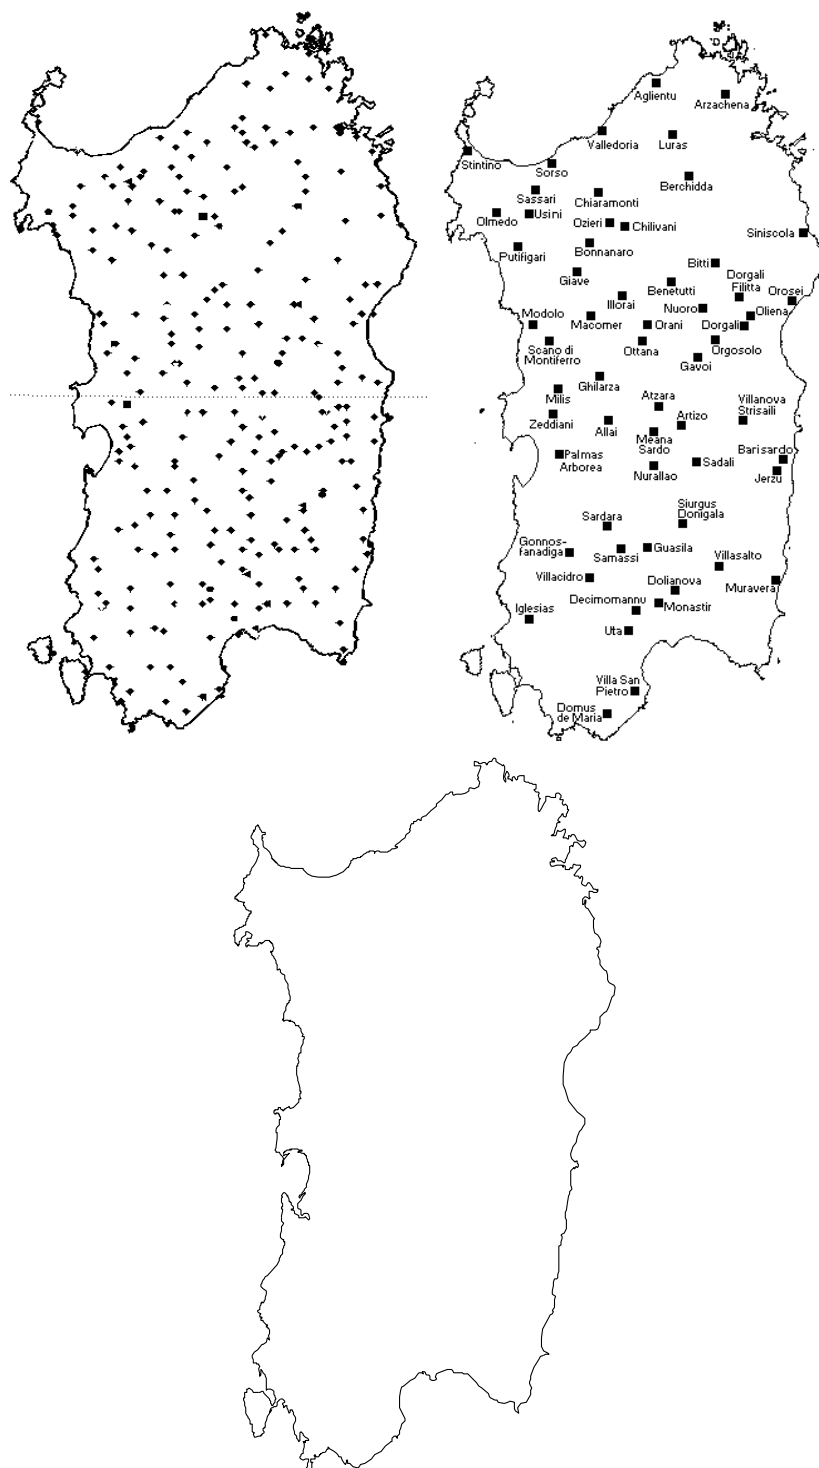 Aglientu
Arzachena
Valledoria
Luras
Stintino
Sorso
Berchidda
Sassari
Chiaramonti
Olmedo
Usini
Ozieri
Chilivani
Siniscola
Putifigari
Bonnanaro
Bitti
Giave
Benetutti
Dorgali
Filitta
Orosei
Illorai
Nuoro
Oliena
Modolo
Macomer
Orani
Dorgali
Scano di
Montiferro
Ottana
Orgosolo
Gavoi
Ghilarza
Milis
Atzara
Villanova
Strisaili
Zeddiani
Allai
Artizo
Meana
Sardo
Palmas
Arborea
Nurallao
Sadali
Barisardo
Jerzu
Siurgus
Donigala
Sardara
Gonnos-
fanadiga
Samassi
Guasila
Villasalto
Villacidro
Dolianova
Muravera
Decimomannu
Monastir
Iglesias
Uta
Villa San
Pietro
Domus
de Maria